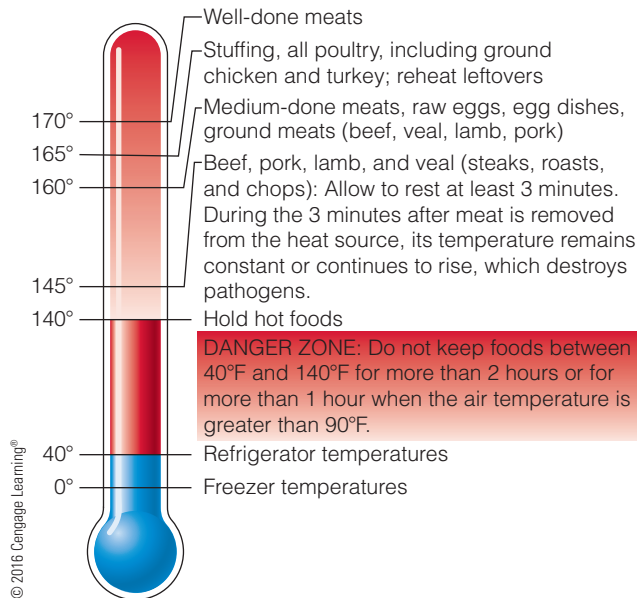 Well-done meats
Stuffing, all poultry, including ground
chicken and turkey; reheat leftovers
170°
Medium-done meats, raw eggs, egg dishes,
ground meats (beef, veal, lamb, pork)
165°
160°
Beef, pork, lamb, and veal (steaks, roasts,
and chops): Allow to rest at least 3 minutes.
During the 3 minutes after meat is removed
from the heat source, its temperature remains
constant or continues to rise, which destroys
pathogens.
145°
140°
Hold hot foods
DANGER ZONE: Do not keep foods between
40°F and 140°F for more than 2 hours or for
more than 1 hour when the air temperature is
greater than 90°F.
40°
Refrigerator temperatures
0°
Freezer temperatures
© 2016 Cengage Learning®